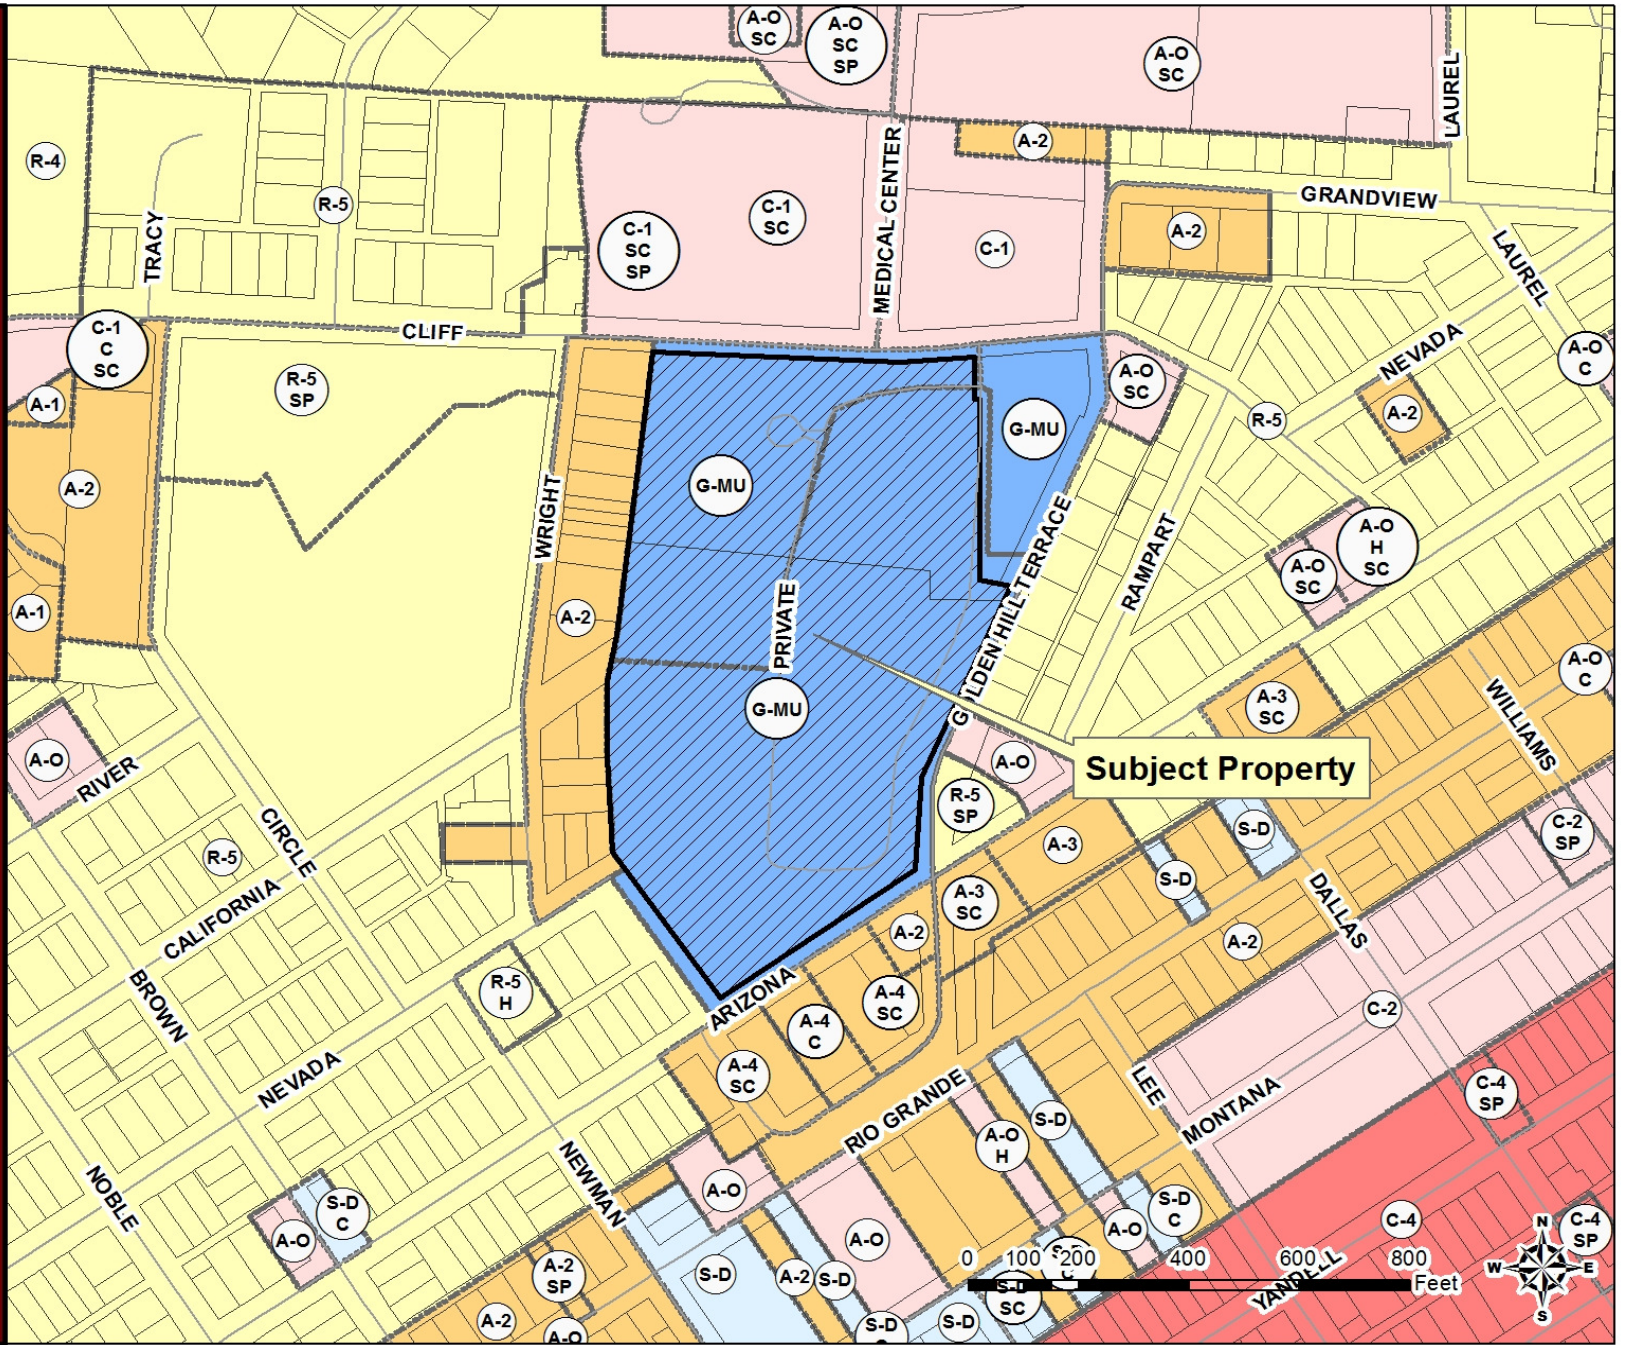 A-O
SC
A-O
SC
SP
A-O
SC
LAUREL
R-4
R-5
TRACY
MEDICAL CENTER
A-2
GRANDVIEW
C-1
SC
SP
C-1
SC
C-1
A-2
LAUREL
C-1
C
SC
CLIFF
NEVADA
A-O
C
A-1
R-5
SP
A-O
SC
R-5
A-2
G-MU
G-MU
A-2
WRIGHT
GOLDEN HILL TERRACE
RAMPART
A-O
SC
A-O
H
SC
A-1
A-2
PRIVATE
A-O
C
G-MU
A-3
SC
WILLIAMS
A-O
RIVER
A-O
Subject Property
R-5
SP
CIRCLE
R-5
A-3
S-D
C-2
SP
S-D
CALIFORNIA
A-3
SC
A-2
A-2
DALLAS
BROWN
R-5
H
ARIZONA
A-4
SC
A-4
C
C-2
A-4
SC
NEVADA
RIO GRANDE
LEE
MONTANA
C-4
SP
S-D
A-O
H
NOBLE
NEWMAN
A-O
S-D
C
S-D
C
A-O
A-O
A-O
C-4
C-4
SP
A-2
SP
S-D
A-2
S-D
S-D
C
0 100 200 400 600 800
Feet
S-D
SC
YANDELL
A-2
A-O
S-D
S-D
N
W
E
S